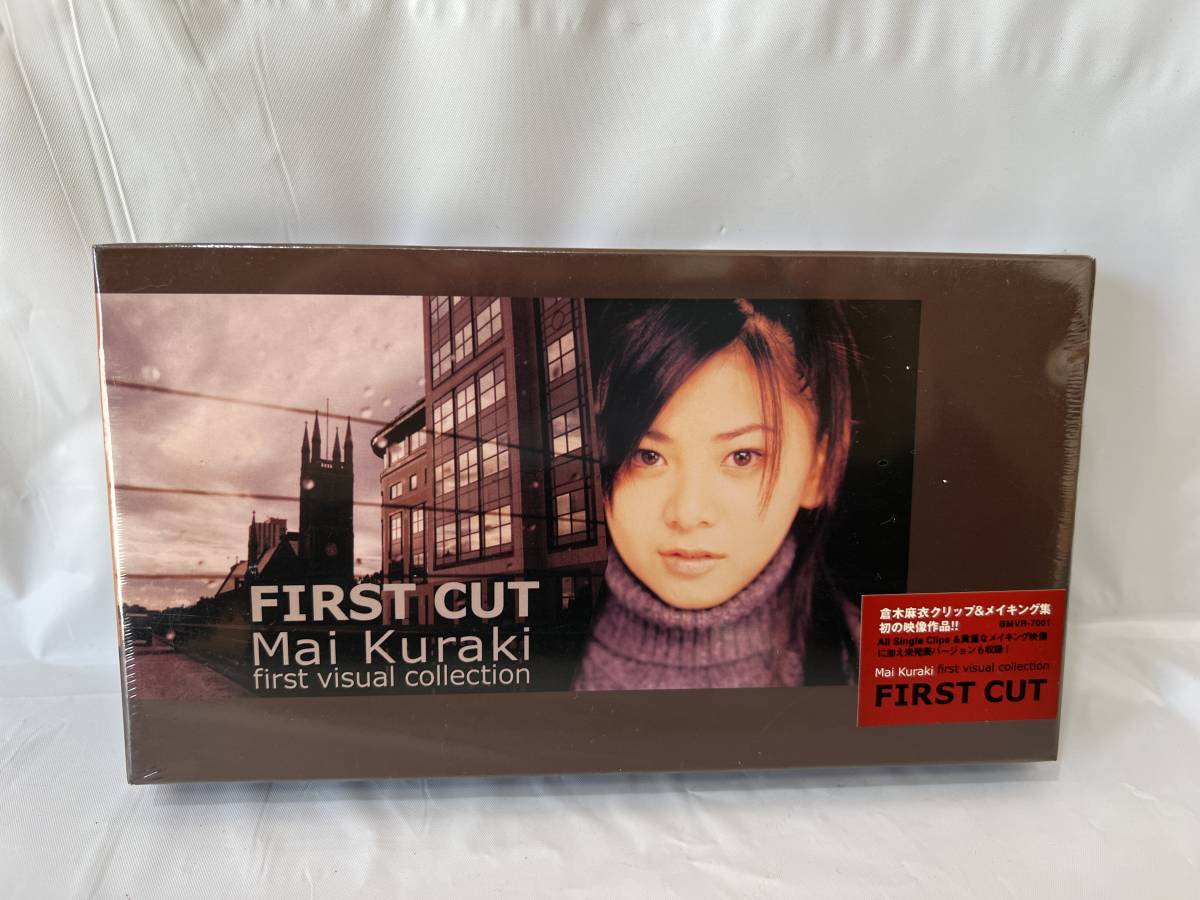 FIRST CUT
Mai Kuraki
first visual collection
倉木麻衣クリップ&メイキング集
初の映像作品!! BMVR-7001
All Single Clips &貴重なメイキング映像
に加え未発表バージョンも収録!
Mai Kuraki first visual collection
FIRST CUT